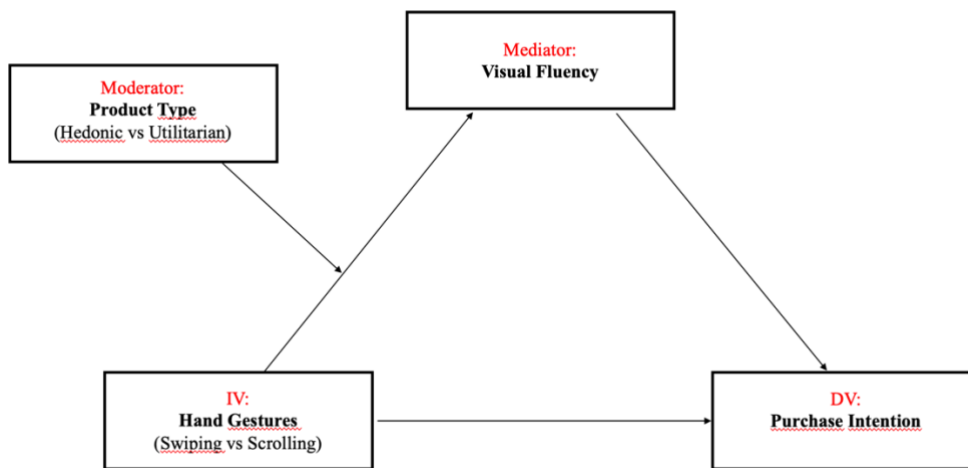 Mediator:
Visual Fluency
Moderator:
Product Type
(Hedonic vs Utilitarian)
IV:
Hand Gestures
(Swiping vs Scrolling)
DV:
Purchase Intention